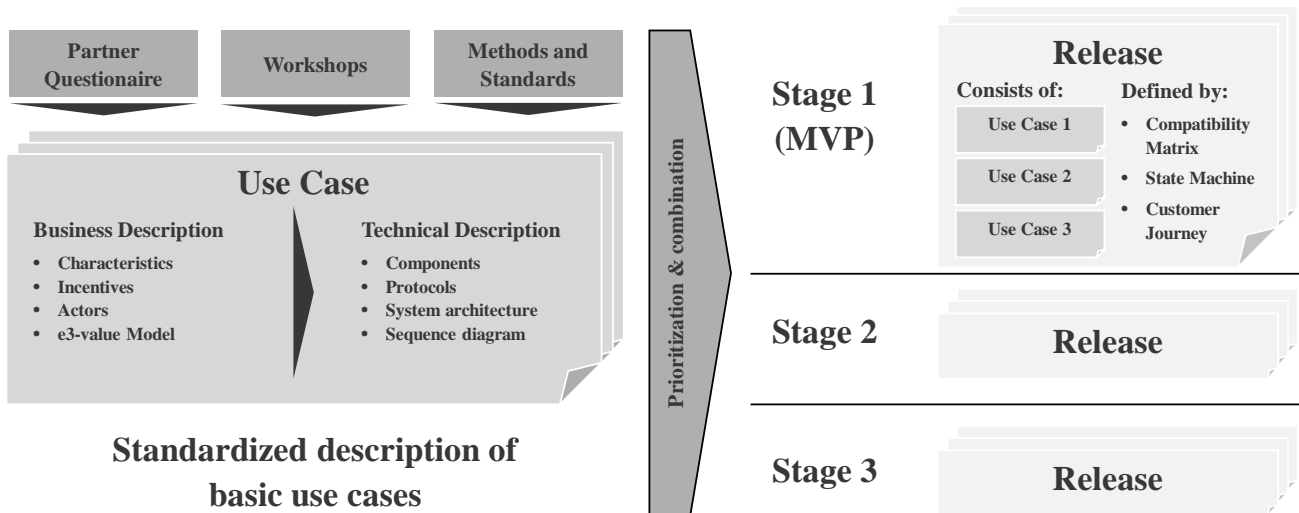 Partner
Questionaire
Workshops
Methods and
Standards
Use Case
Business Description
• Characteristics
• Incentives
• Actors
• e3-value Model
Technical Description
• Components
• Protocols
• System architecture
• Sequence diagram
Standardized description of
basic use cases
Prioritization & combination
Stage 1
(MVP)
Release
Consists of:
Use Case 1
Use Case 2
Use Case 3
Defined by:
• Compatibility
Matrix
• State Machine
• Customer
Journey
Stage 2
Release
Stage 3
Release